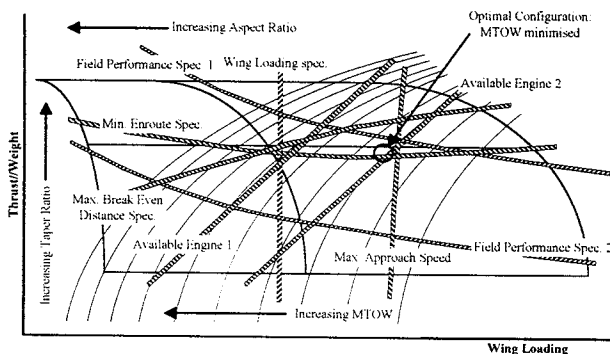 Increasing Aspect Ratio
Optimal Configuration:
MTOW minimised
Field Performance Spec. 1
Wing Loading spec.
Available Engine 2
Min. Enroute Spec.
Thrust//Weight
Increasing Taper Ratio
Max. Break Even
Distance Spec.
Available Engine 1
Max. Approach Speed
Field Performance Spec. 2
Increasing MTOW
Wing Loading